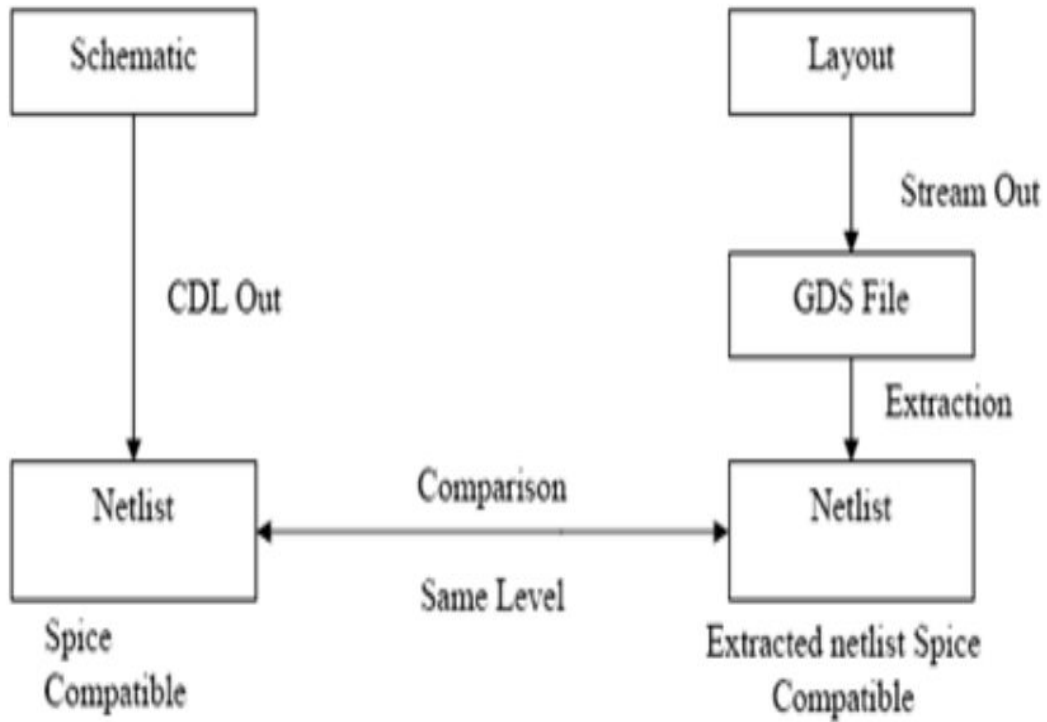 Schematic
Layout
Stream Out
CDL Out
GDS File
Extraction
Netlist
Comparison
Netlist
Same Level
Spice
Compatible
Extracted netlist Spice
Compatible